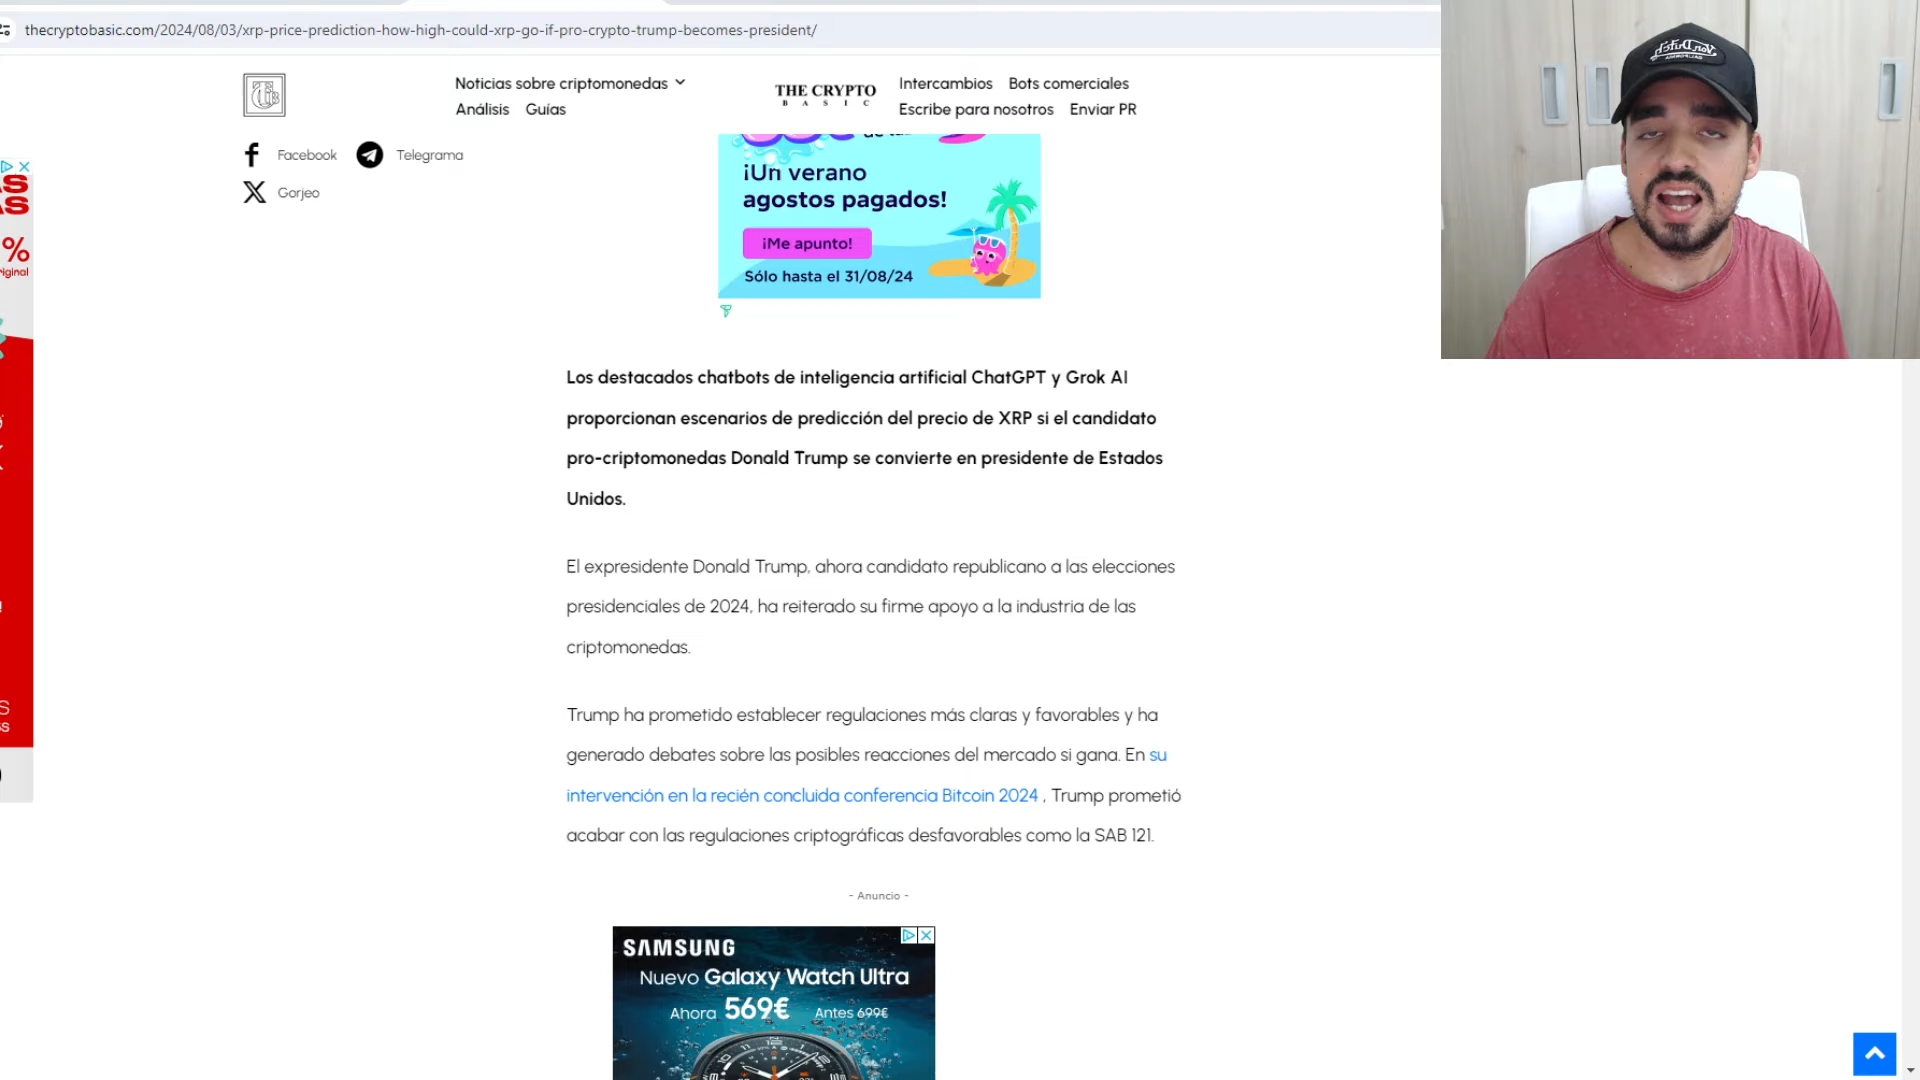 thecryptobasic.com/2024/08/03/xrp-price-prediction-how-high-could-xrp-go-if-pro-crypto-trump-becomes-president/
Noticias sobre criptomonedas
Análisis Guías
THE CRYPTO
BASIC
Intercambios Bots comerciales
Escribe para nosotros Enviar PR
Facebook Telegrama
Gorjeo
¡Un verano
agostos pagados!
¡Me apunto!
Sólo hasta el 31/08/24
AS
AS
%
riginal
Los destacados chatbots de inteligencia artificial ChatGPT y Grok AI
proporcionan escenarios de predicción del precio de XRP si el candidato
pro-criptomonedas Donald Trump se convierte en presidente de Estados
Unidos.
El expresidente Donald Trump, ahora candidato republicano a las elecciones
presidenciales de 2024, ha reiterado su firme apoyo a la industria de las
criptomonedas.
Trump ha prometido establecer regulaciones más claras y favorables y ha
generado debates sobre las posibles reacciones del mercado si gana. En su
intervención en la recién concluida conferencia Bitcoin 2024 , Trump prometió
acabar con las regulaciones criptográficas desfavorables como la SAB 121.
- Anuncio -
SAMSUNG
Nuevo Galaxy Watch Ultra
Ahora 569€ Antes 699€
Von Dutch